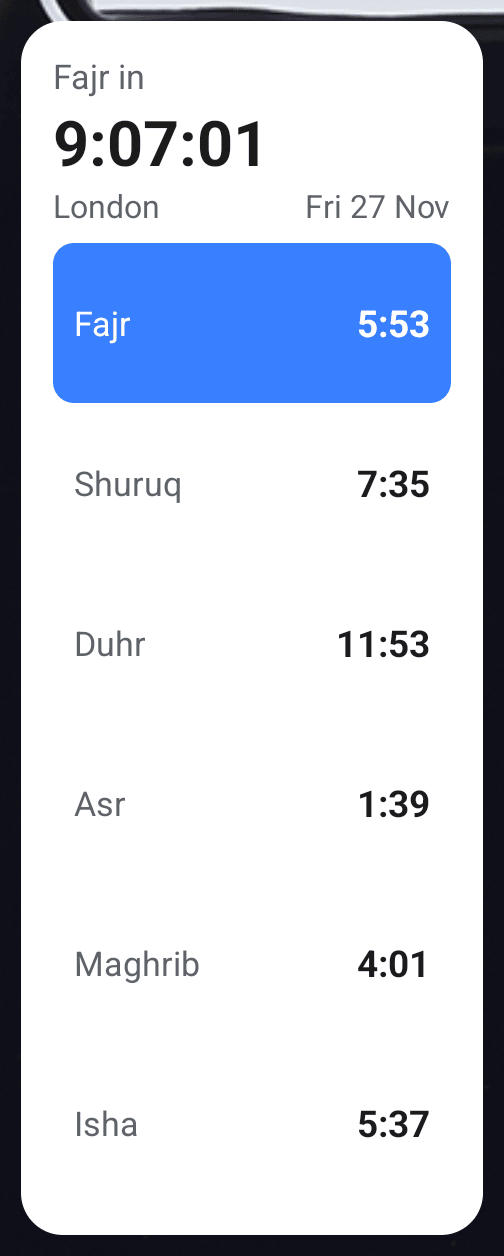 Fajr in
9:07:01
London Fri 27 Nov
Fajr 5:53
Shuruq 7:35
Duhr 11:53
Asr 1:39
Maghrib 4:01
Isha 5:37